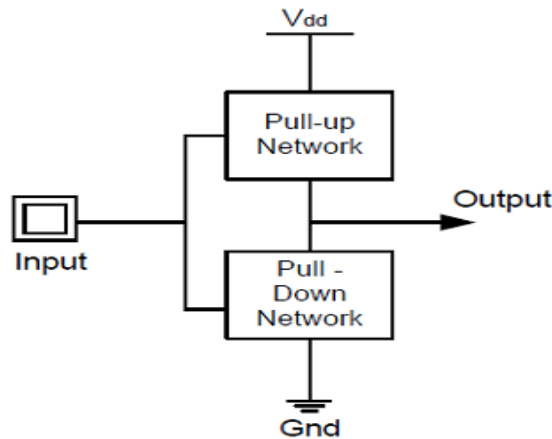 Vdd
Pull-up
Network
Output
Input
Pull -
Down
Network
Gnd